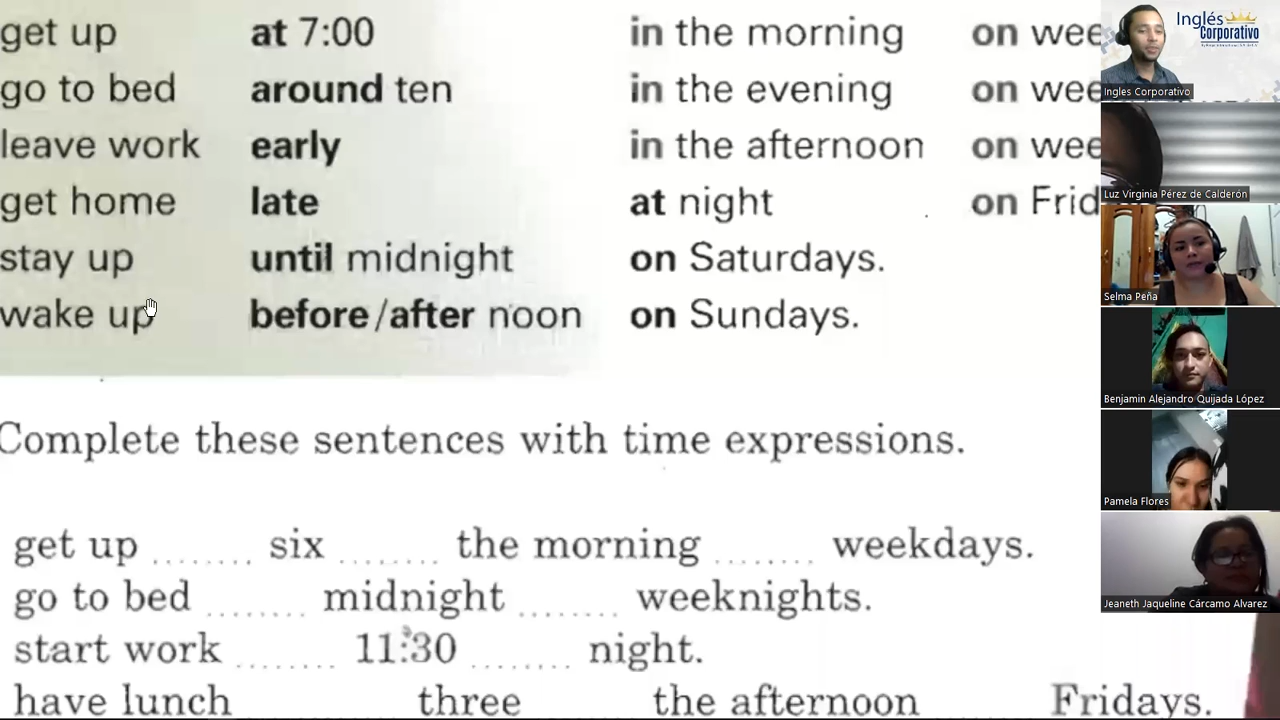 get up at 7:00 in the morning on wee
go to bed around ten in the evening on wee
leave work early in the afternoon on wee
get home late at night on Frid
stay up until midnight on Saturdays.
wake up before/after noon on Sundays.
Complete these sentences with time expressions.
get up ........ six ........ the morning ........ weekdays.
go to bed ........ midnight ........ weeknights.
start work ........ 11:30 ........ night.
have lunch three the afternoon Fridays.
Inglés
Corporativo
Ingles Corporativo
Luz Virginia Pérez de Calderón
Selma Peña
Benjamin Alejandro Quijada López
Pamela Flores
Jeaneth Jaqueline Cárcamo Alvarez